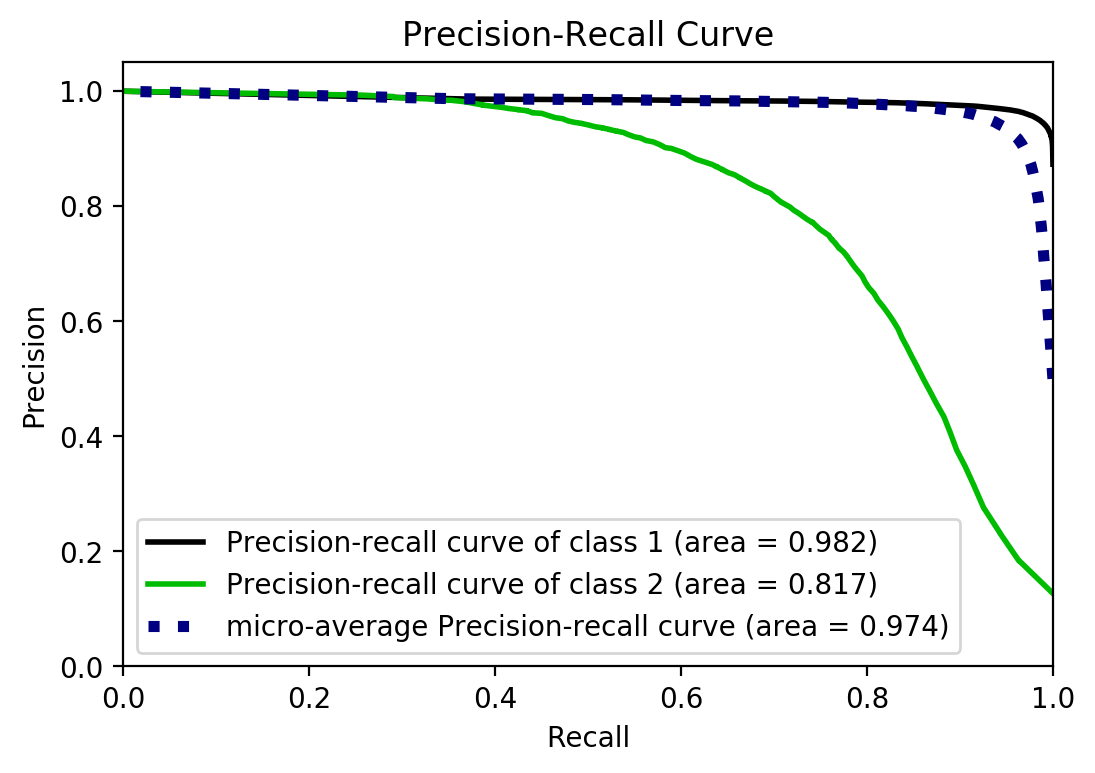 Precision-Recall Curve
1.0
0.8
0.6
0.4
0.2
0.0
Precision
Precision-recall curve of class 1 (area = 0.982)
Precision-recall curve of class 2 (area = 0.817)
micro-average Precision-recall curve (area = 0.974)
0.0 0.2 0.4 0.6 0.8 1.0
Recall